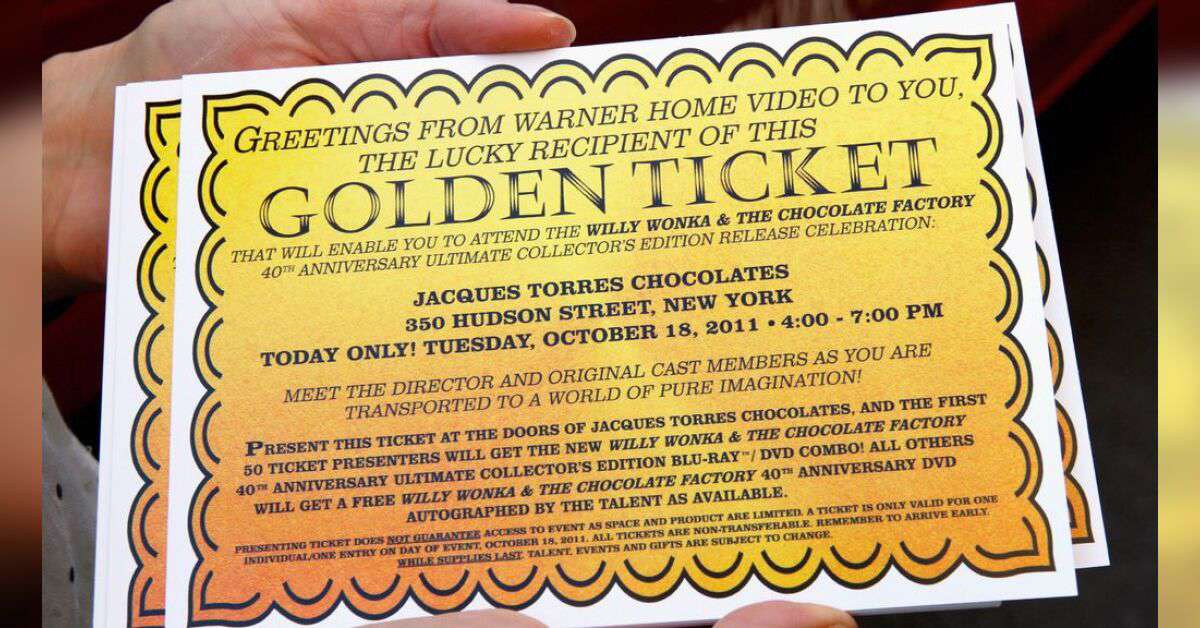 GREETINGS FROM WARNER HOME VIDEO TO YOU,
THE LUCKY RECIPIENT OF THIS
GOLDEN TICKET
THAT WILL ENABLE YOU TO ATTEND THE WILLY WONKA & THE CHOCOLATE FACTORY
40TH ANNIVERSARY ULTIMATE COLLECTOR'S EDITION RELEASE CELEBRATION:
JACQUES TORRES CHOCOLATES
350 HUDSON STREET, NEW YORK
TODAY ONLY! TUESDAY, OCTOBER 18, 2011 • 4:00 - 7:00 PM
MEET THE DIRECTOR AND ORIGINAL CAST MEMBERS AS YOU ARE
TRANSPORTED TO A WORLD OF PURE IMAGINATION!
PRESENT THIS TICKET AT THE DOORS OF JACQUES TORRES CHOCOLATES, AND THE FIRST
50 TICKET PRESENTERS WILL GET THE NEW WILLY WONKA & THE CHOCOLATE FACTORY
40TH ANNIVERSARY ULTIMATE COLLECTOR'S EDITION BLU-RAY™/ DVD COMBO! ALL OTHERS
WILL GET A FREE WILLY WONKA & THE CHOCOLATE FACTORY 40TH ANNIVERSARY DVD
AUTOGRAPHED BY THE TALENT AS AVAILABLE.
PRESENTING TICKET DOES NOT GUARANTEE ACCESS TO EVENT AS SPACE AND PRODUCT ARE LIMITED. A TICKET IS ONLY VALID FOR ONE
INDIVIDUAL/ONE ENTRY ON DAY OF EVENT, OCTOBER 18, 2011. ALL TICKETS ARE NON-TRANSFERABLE. REMEMBER TO ARRIVE EARLY.
WHILE SUPPLIES LAST. TALENT, EVENTS AND GIFTS ARE SUBJECT TO CHANGE.